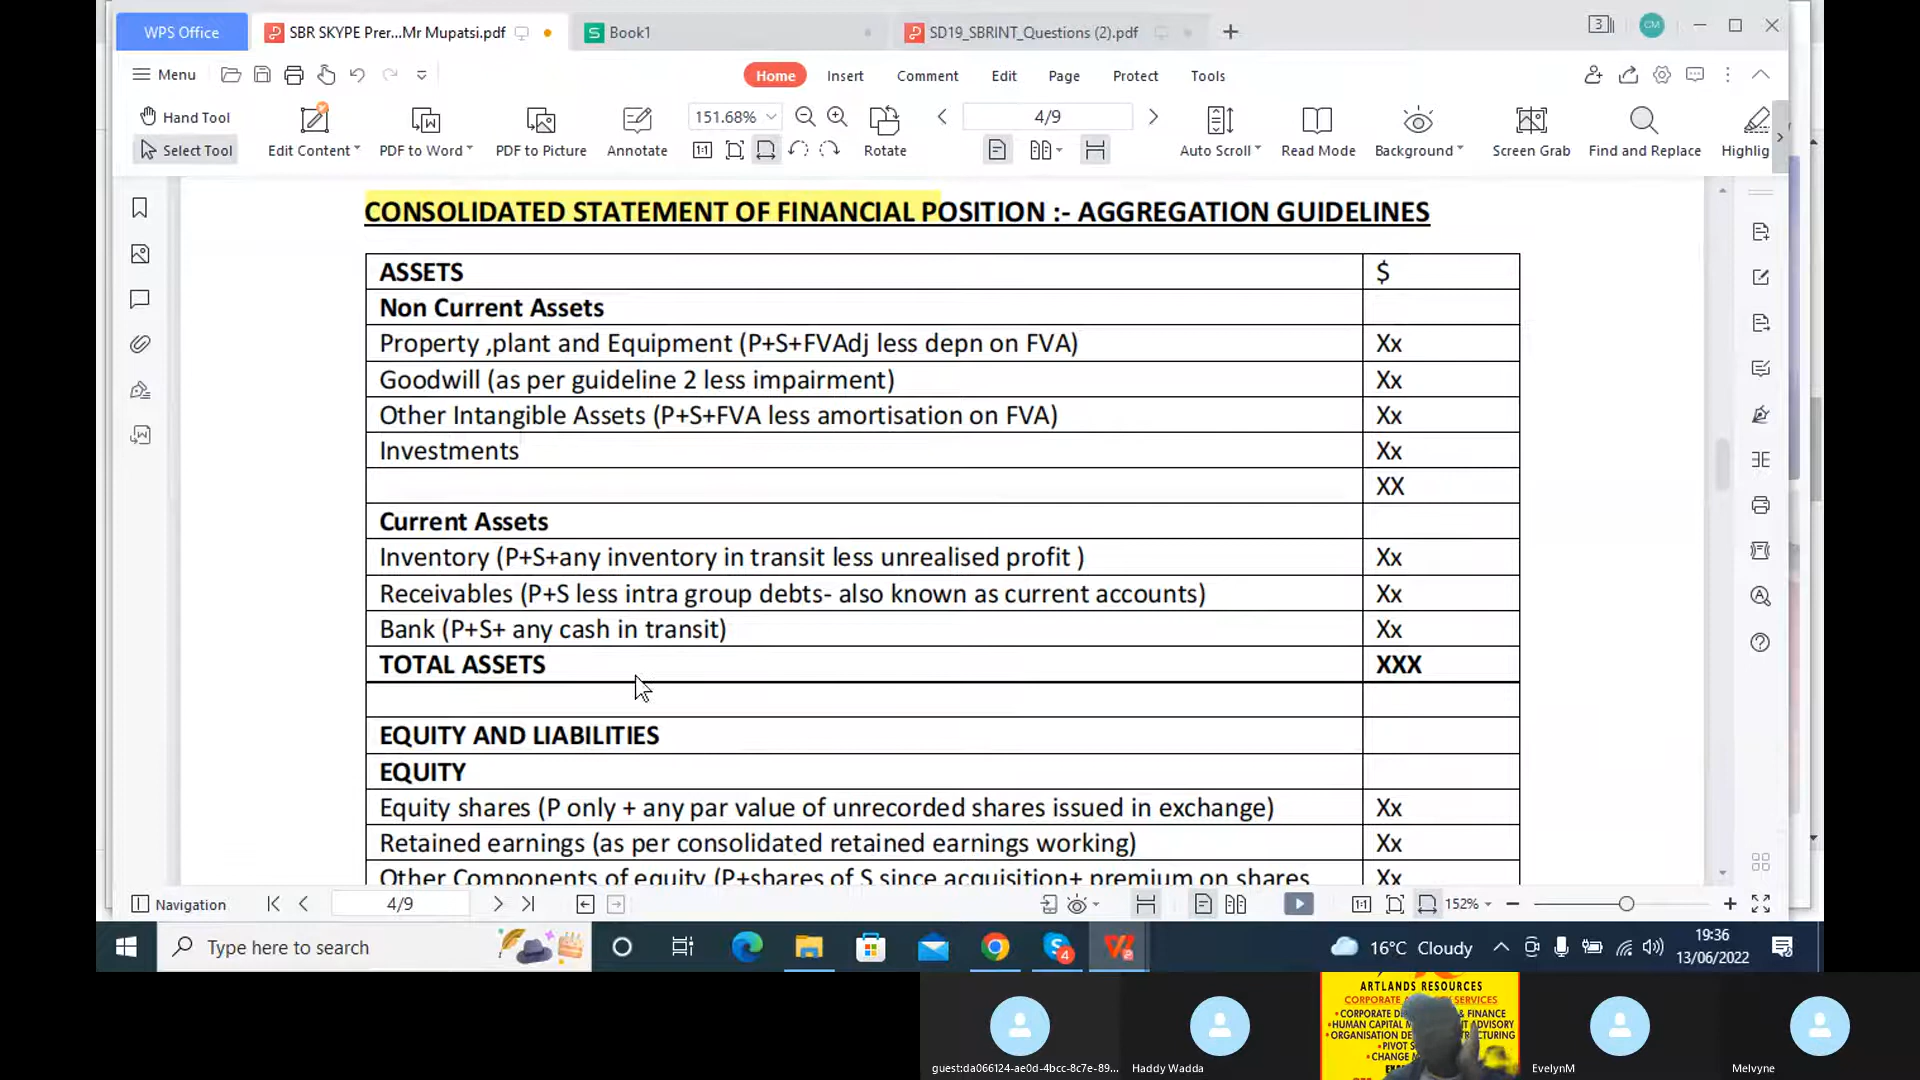 WPS Office
SBR SKYPE Prer...Mr Mupatsi.pdf
Book1
SD19_SBRINT_Questions (2).pdf
3
CM
Menu
Home
Insert
Comment
Edit
Page
Protect
Tools
Hand Tool
Select Tool
Edit Content
PDF to Word
PDF to Picture
Annotate
151.68%
Rotate
4/9
Auto Scroll
Read Mode
Background
Screen Grab
Find and Replace
Highlig
CONSOLIDATED STATEMENT OF FINANCIAL POSITION :- AGGREGATION GUIDELINES
ASSETS $
Non Current Assets
Property ,plant and Equipment (P+S+FVAdj less depn on FVA) Xx
Goodwill (as per guideline 2 less impairment) Xx
Other Intangible Assets (P+S+FVA less amortisation on FVA) Xx
Investments Xx
XX
Current Assets
Inventory (P+S+any inventory in transit less unrealised profit ) Xx
Receivables (P+S less intra group debts- also known as current accounts) Xx
Bank (P+S+ any cash in transit) Xx
TOTAL ASSETS XXX
EQUITY AND LIABILITIES
EQUITY
Equity shares (P only + any par value of unrecorded shares issued in exchange) Xx
Retained earnings (as per consolidated retained earnings working) Xx
Other Components of equity (P+shares of S since acquisition+ premium on shares Xx
Navigation
4/9
1:1
152%
Type here to search
4
16°C Cloudy
19:36
13/06/2022
ARTLANDS RESOURCES
guest:da066124-ae0d-4bcc-8c7e-89...
Haddy Wadda
EvelynM
Melvyne